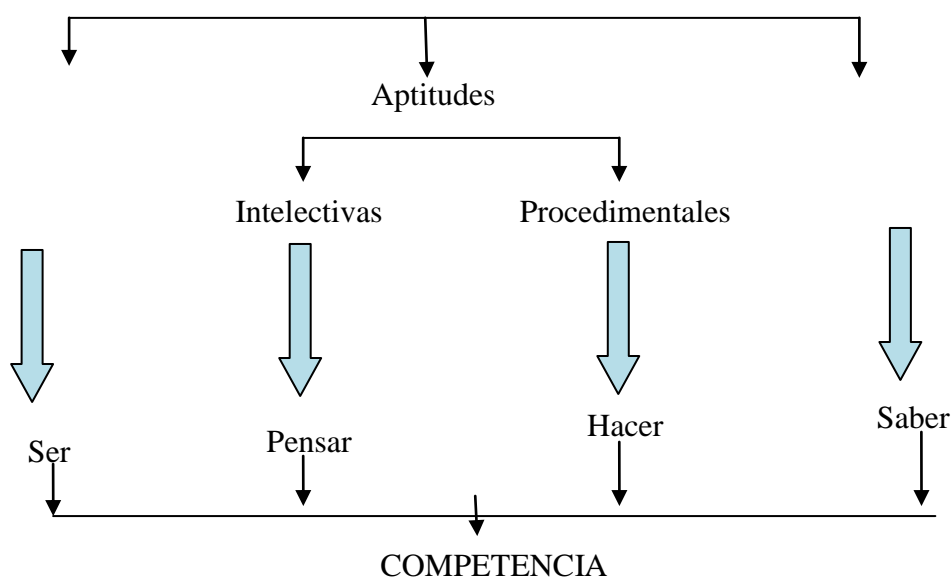 Aptitudes
Intelectivas Procedimentales
Ser Pensar Hacer Saber
COMPETENCIA